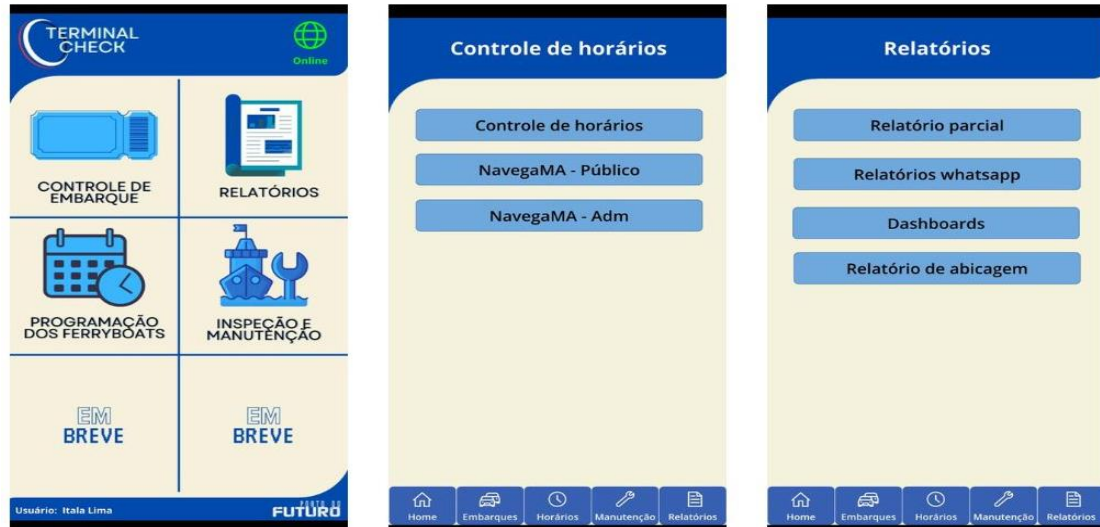 TERMINAL
CHECK
Online
CONTROLE DE
EMBARQUE
RELATÓRIOS
PROGRAMAÇÃO
DOS FERRYBOATS
INSPEÇÃO E
MANUTENÇÃO
EM
BREVE
EM
BREVE
Usuário: Itala Lima
PORTO DO
FUTURO
Controle de horários
Controle de horários
NavegaMA - Público
NavegaMA - Adm
Home Embarques Horários Manutenção Relatórios
Relatórios
Relatório parcial
Relatórios whatsapp
Dashboards
Relatório de abicagem
Home Embarques Horários Manutenção Relatórios